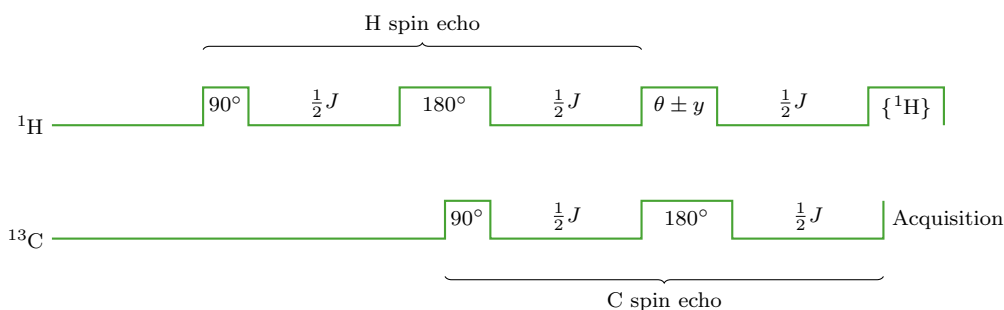 H spin echo
90° ½J 180° ½J θ ± y ½J {¹H}
¹H
90° ½J 180° ½J Acquisition
¹³C
C spin echo